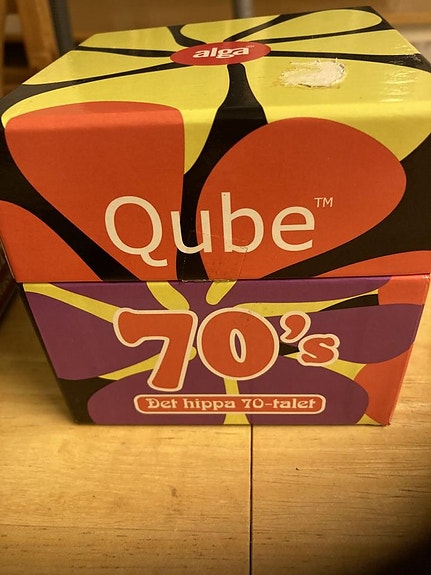 alga
Qube™
70's
Det hippa 70-talet